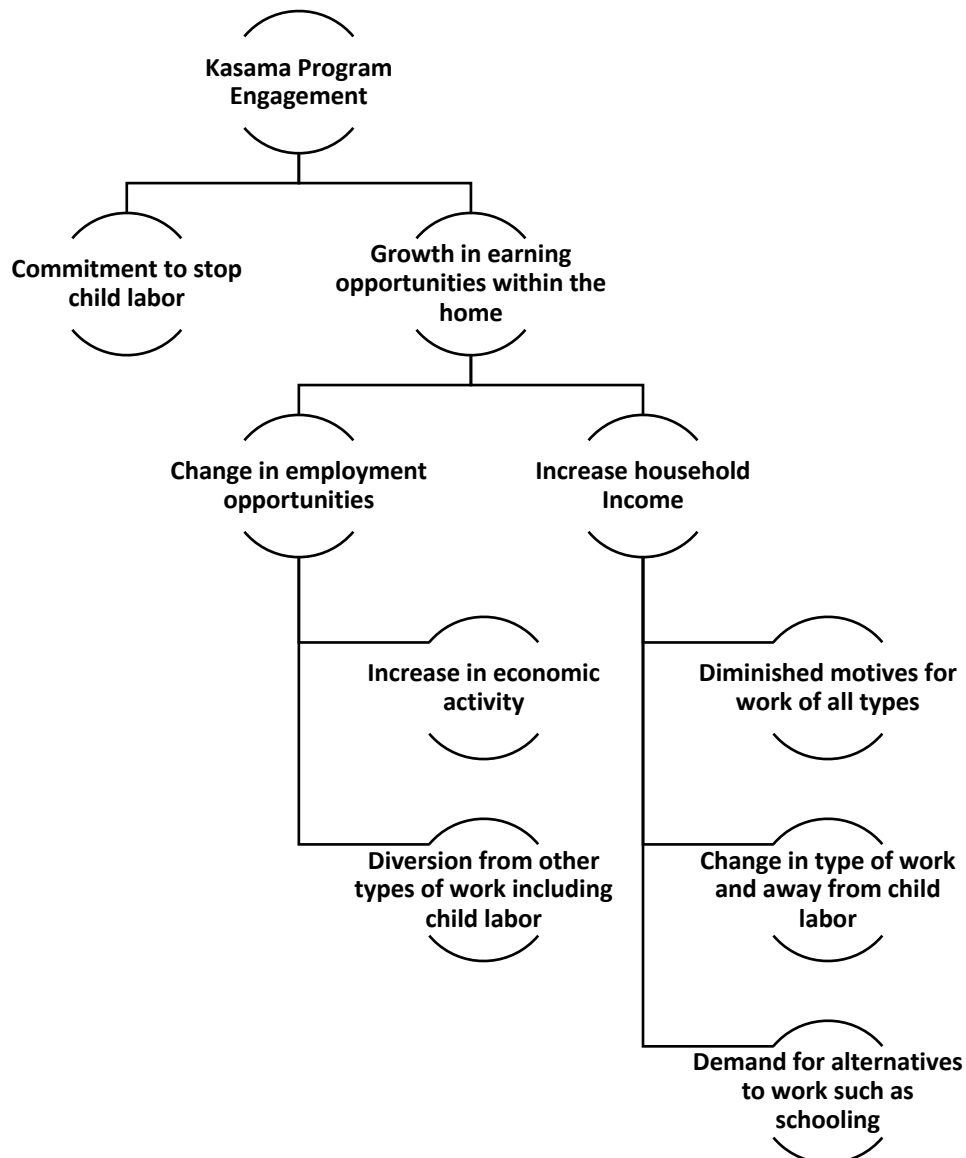 Kasama Program
Engagement
Commitment to stop
child labor
Growth in earning
opportunities within the
home
Change in employment
opportunities
Increase household
Income
Increase in economic
activity
Diminished motives for
work of all types
Diversion from other
types of work including
child labor
Change in type of work
and away from child
labor
Demand for alternatives
to work such as
schooling